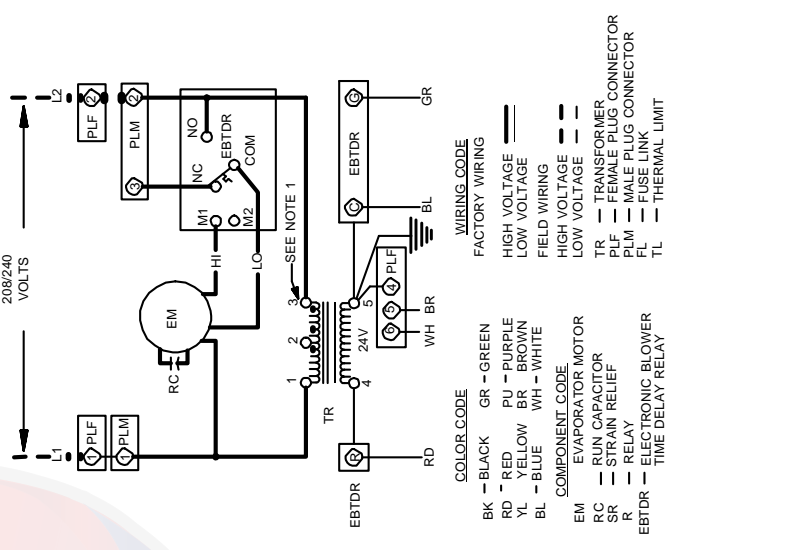 208/240
VOLTS
L1
L2
1
PLF
1
PLM
2
PLF
2
PLM
3
RC
EM
HI
LO
M1
M2
NC
NO
EBTDR
COM
SEE NOTE 1
1
2
3
TR
24V
4
5
R
EBTDR
RD
6
5
4
PLF
WH
BR
C
EBTDR
G
BL
GR
COLOR CODE
BK – BLACK GR – GREEN
RD - RED PU – PURPLE
YL YELLOW BR BROWN
BL - BLUE WH – WHITE
COMPONENT CODE
EM EVAPORATOR MOTOR
RC — RUN CAPACITOR
SR — STRAIN RELIEF
R — RELAY
EBTDR — ELECTRONIC BLOWER
TIME DELAY RELAY
WIRING CODE
FACTORY WIRING
HIGH VOLTAGE
LOW VOLTAGE
FIELD WIRING
HIGH VOLTAGE
LOW VOLTAGE
TR — TRANSFORMER
PLF — FEMALE PLUG CONNECTOR
PLM — MALE PLUG CONNECTOR
FL — FUSE LINK
TL — THERMAL LIMIT